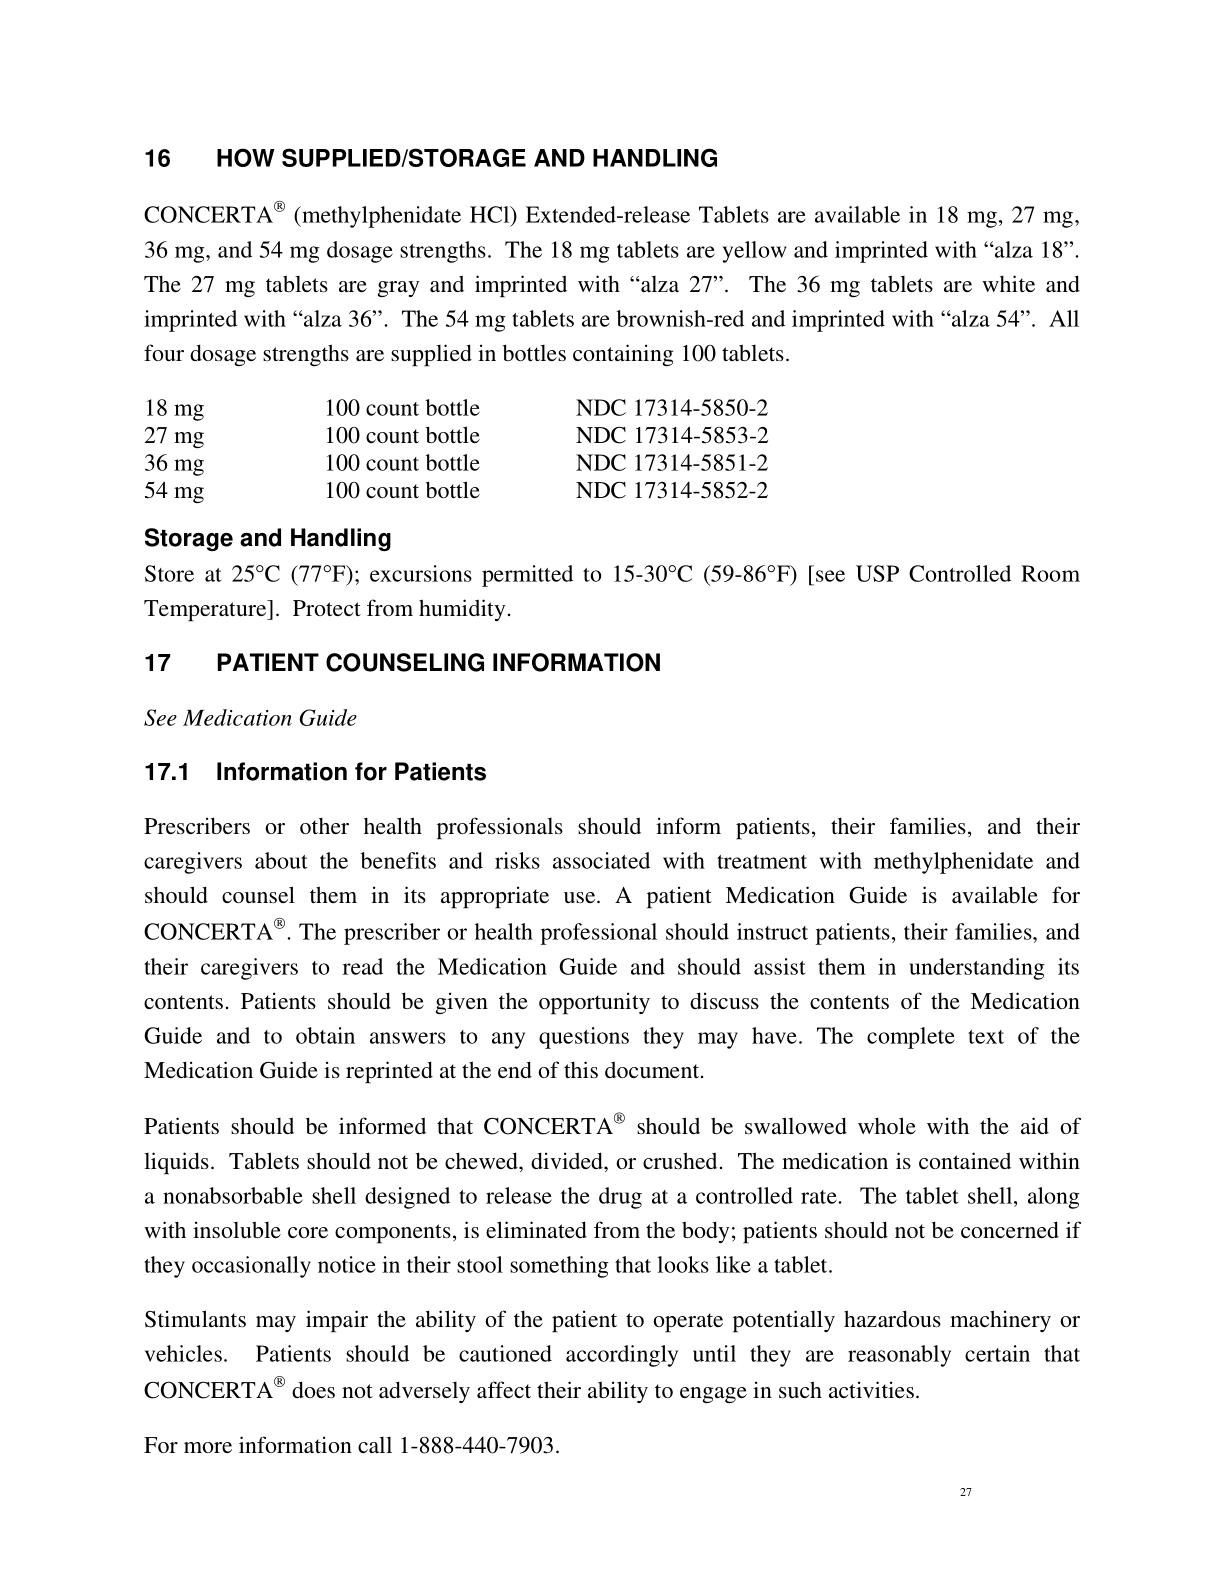 16 HOW SUPPLIED/STORAGE AND HANDLING
CONCERTA® (methylphenidate HCl) Extended-release Tablets are available in 18 mg, 27 mg,
36 mg, and 54 mg dosage strengths. The 18 mg tablets are yellow and imprinted with “alza 18”.
The 27 mg tablets are gray and imprinted with “alza 27”. The 36 mg tablets are white and
imprinted with “alza 36”. The 54 mg tablets are brownish-red and imprinted with “alza 54”. All
four dosage strengths are supplied in bottles containing 100 tablets.
18 mg 100 count bottle NDC 17314-5850-2
27 mg 100 count bottle NDC 17314-5853-2
36 mg 100 count bottle NDC 17314-5851-2
54 mg 100 count bottle NDC 17314-5852-2
Storage and Handling
Store at 25°C (77°F); excursions permitted to 15-30°C (59-86°F) [see USP Controlled Room
Temperature]. Protect from humidity.
17 PATIENT COUNSELING INFORMATION
See Medication Guide
17.1 Information for Patients
Prescribers or other health professionals should inform patients, their families, and their
caregivers about the benefits and risks associated with treatment with methylphenidate and
should counsel them in its appropriate use. A patient Medication Guide is available for
CONCERTA®. The prescriber or health professional should instruct patients, their families, and
their caregivers to read the Medication Guide and should assist them in understanding its
contents. Patients should be given the opportunity to discuss the contents of the Medication
Guide and to obtain answers to any questions they may have. The complete text of the
Medication Guide is reprinted at the end of this document.
Patients should be informed that CONCERTA® should be swallowed whole with the aid of
liquids. Tablets should not be chewed, divided, or crushed. The medication is contained within
a nonabsorbable shell designed to release the drug at a controlled rate. The tablet shell, along
with insoluble core components, is eliminated from the body; patients should not be concerned if
they occasionally notice in their stool something that looks like a tablet.
Stimulants may impair the ability of the patient to operate potentially hazardous machinery or
vehicles. Patients should be cautioned accordingly until they are reasonably certain that
CONCERTA® does not adversely affect their ability to engage in such activities.
For more information call 1-888-440-7903.
27